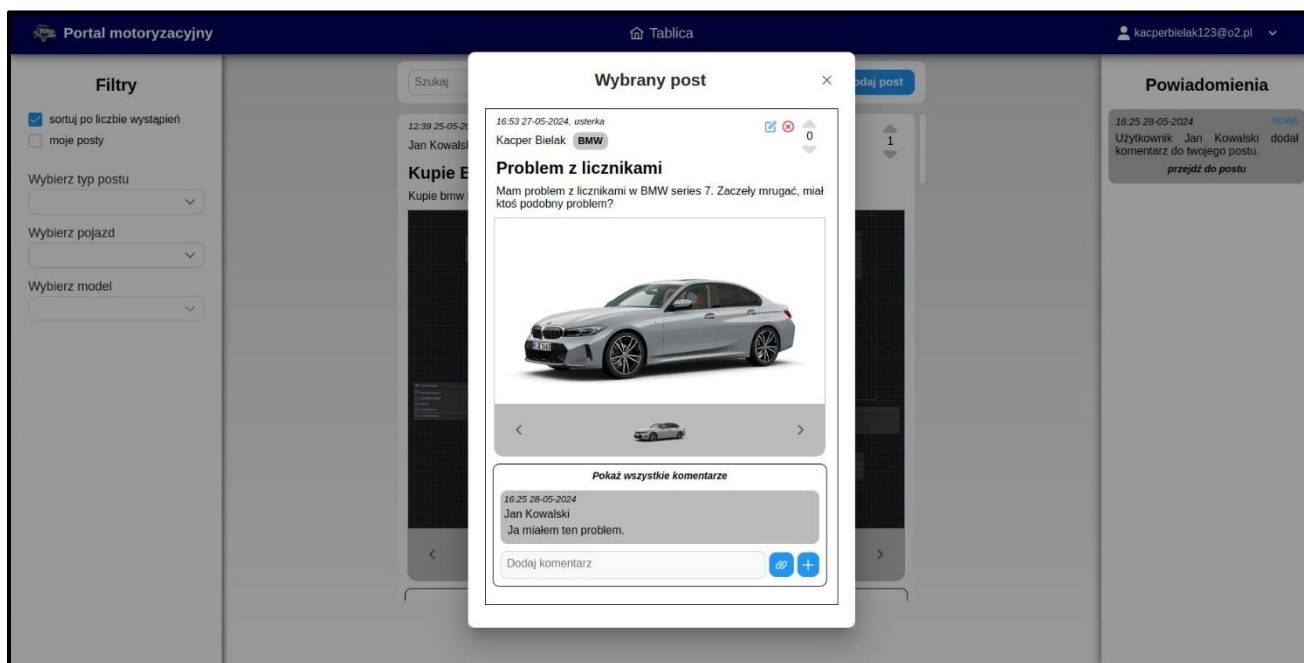 Portal motoryzacyjny
Tablica
kacperbielak123@o2.pl
Filtry
sortuj po liczbie wystąpień
moje posty
Wybierz typ postu
Wybierz pojazd
Wybierz model
Szukaj
daj post
12:39 25-05-20
Jan Kowals
1
Kupie
Kupie bmw
Wybrany post
16:53 27-05-2024, usterka
Kacper Bielak BMW
0
Problem z licznikami
Mam problem z licznikami w BMW series 7. Zaczeły mrugać, miał
ktoś podobny problem?
Pokaż wszystkie komentarze
16:25 28-05-2024
Jan Kowalski
Ja miałem ten problem.
Dodaj komentarz
Powiadomienia
16:25 28-05-2024 NOWE
Użytkownik Jan Kowalski dodał
komentarz do twojego postu.
przejdź do postu